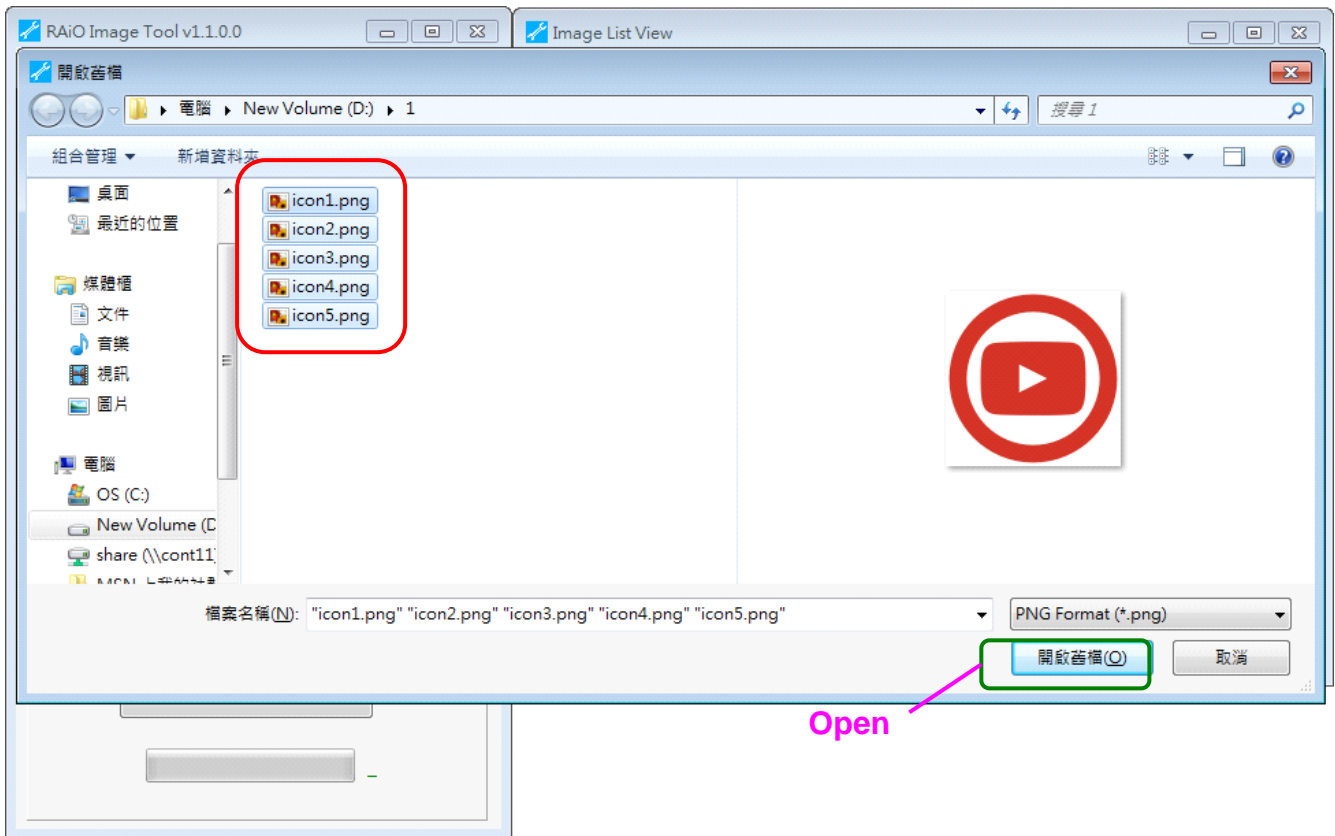 RAiO Image Tool v1.1.0.0
Image List View
開啟舊檔
電腦 New Volume (D:) 1
搜尋 1
組合管理 新增資料夾
桌面
最近的位置
媒體櫃
文件
音樂
視訊
圖片
電腦
OS (C:)
New Volume (D
share (\\cont11)
icon1.png
icon2.png
icon3.png
icon4.png
icon5.png
檔案名稱(N): "icon1.png" "icon2.png" "icon3.png" "icon4.png" "icon5.png"
PNG Format (*.png)
開啟舊檔(O) 取消
Open